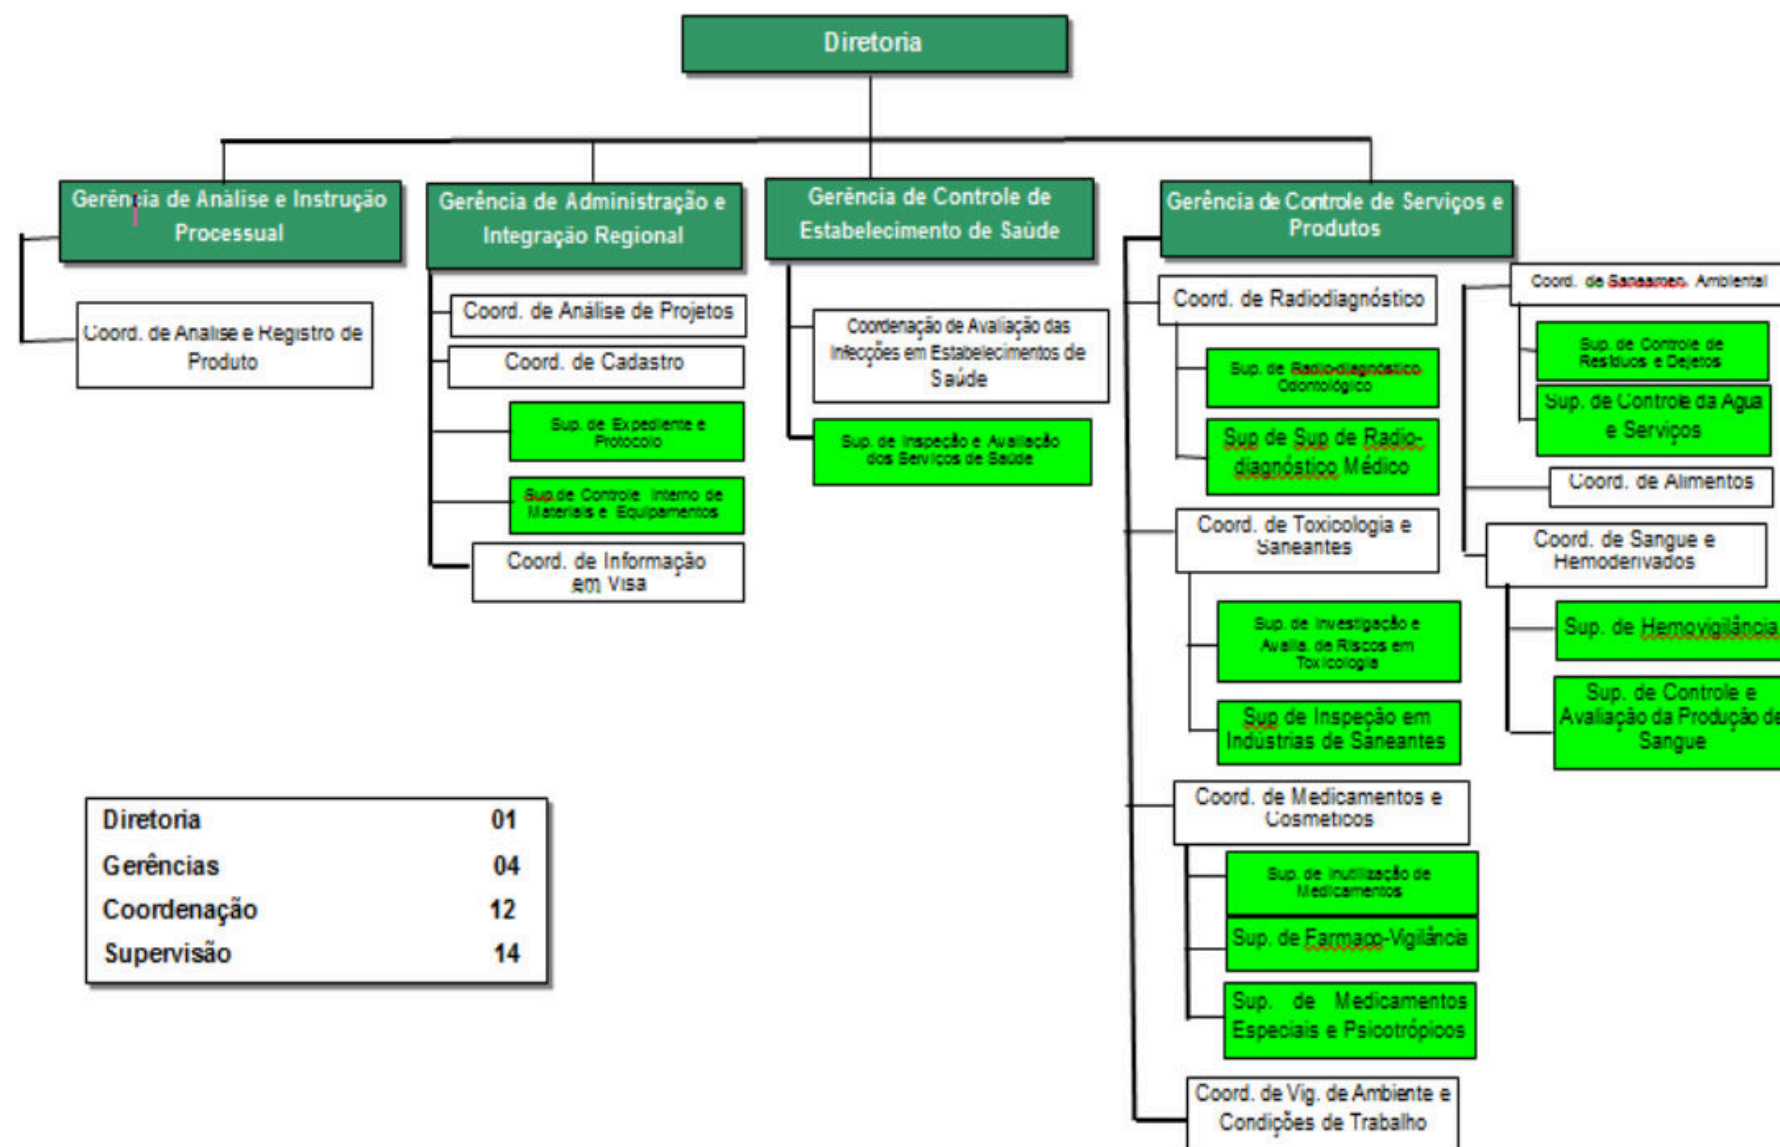 Diretoria
Gerência de Análise e Instrução
Processual
Coord. de Análise e Registro de
Produto
Gerência de Administração e
Integração Regional
Coord. de Análise de Projetos
Coord. de Cadastro
Sup. de Expediente e
Protocolo
Sup.de Controle Interno de
Materiais e Equipamentos
Coord. de Informação
em Visa
Gerência de Controle de
Estabelecimento de Saúde
Coordenação de Avaliação das
Infecções em Estabelecimentos de
Saúde
Sup. de Inspeção e Avaliação
dos Serviços de Saúde
Gerência de Controle de Serviços e
Produtos
Coord. de Radiodiagnóstico
Sup. de Radio-diagnóstico
Odontológico
Sup de Sup de Radio-
diagnóstico Médico
Coord. de Toxicologia e
Saneantes
Sup. de Investigação e
Avalia. de Riscos em
Toxicologia
Sup de Inspeção em
Indústrias de Saneantes
Coord. de Medicamentos e
Cosméticos
Sup. de Inutilização de
Medicamentos
Sup. de Farmaco-Vigilância
Sup. de Medicamentos
Especiais e Psicotrópicos
Coord. de Vig. de Ambiente e
Condições de Trabalho
Coord. de Saneamen. Ambiental
Sup. de Controle de
Resíduos e Dejetos
Sup. de Controle da Água
e Serviços
Coord. de Alimentos
Coord. de Sangue e
Hemoderivados
Sup. de Hemovigilância
Sup. de Controle e
Avaliação da Produção de
Sangue
Diretoria 01
Gerências 04
Coordenação 12
Supervisão 14